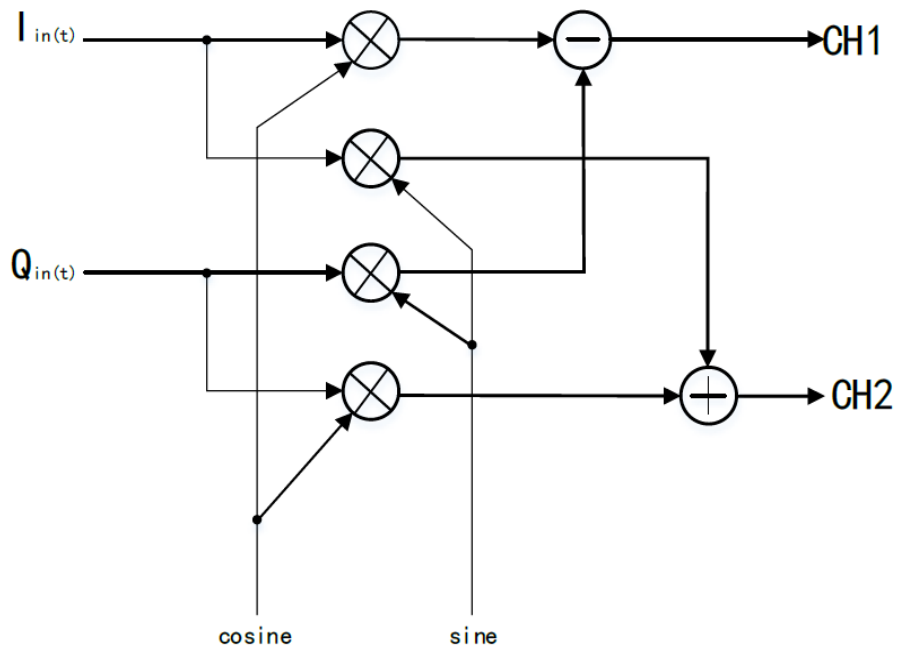 I in(t)
CH1
Q in(t)
CH2
cosine
sine